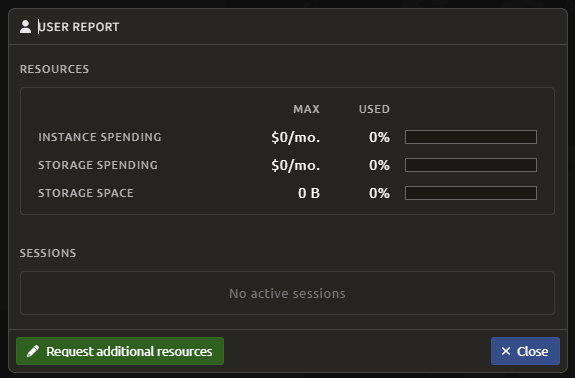 USER REPORT
RESOURCES
MAX USED
INSTANCE SPENDING $0/mo. 0%
STORAGE SPENDING $0/mo. 0%
STORAGE SPACE 0 B 0%
SESSIONS
No active sessions
Request additional resources Close